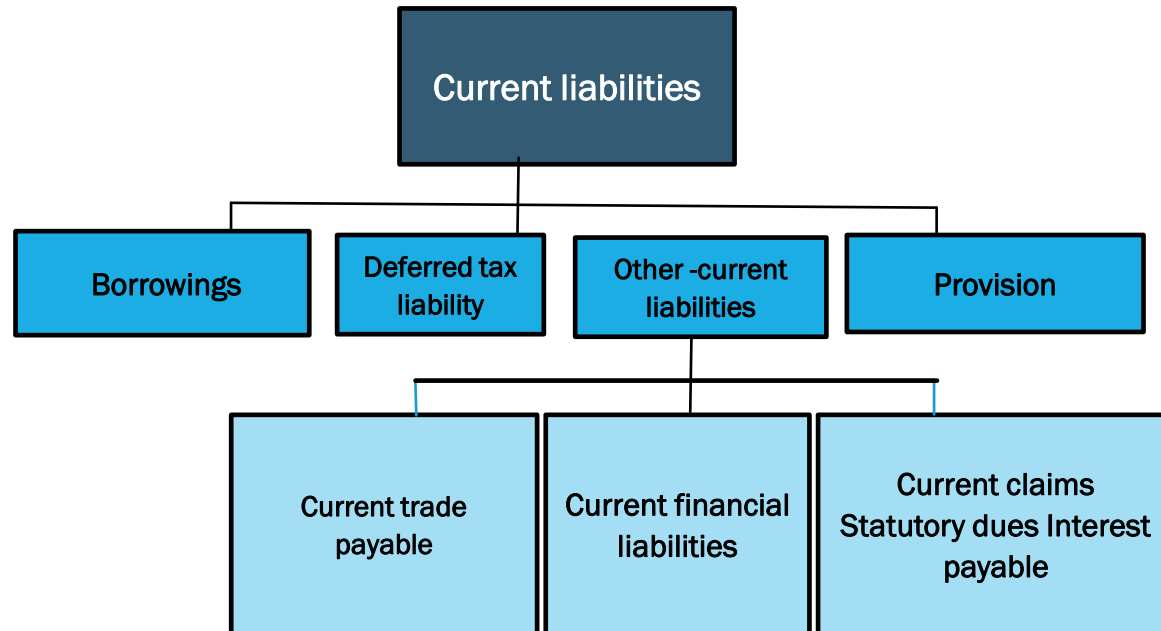 Current liabilities
Borrowings
Deferred tax
liability
Other -current
liabilities
Provision
Current trade
payable
Current financial
liabilities
Current claims
Statutory dues Interest
payable